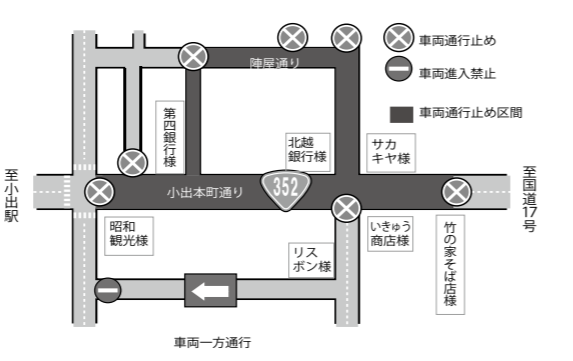 車両通行止め
車両進入禁止
車両通行止め区間
陣屋通り
第四銀行様
北越
銀行様
サカ
キヤ様
至小出駅
小出本町通り
352
至国道17号
昭和
観光様
リス
ボン様
いきゅう
商店様
竹の家そば店様
車両一方通行